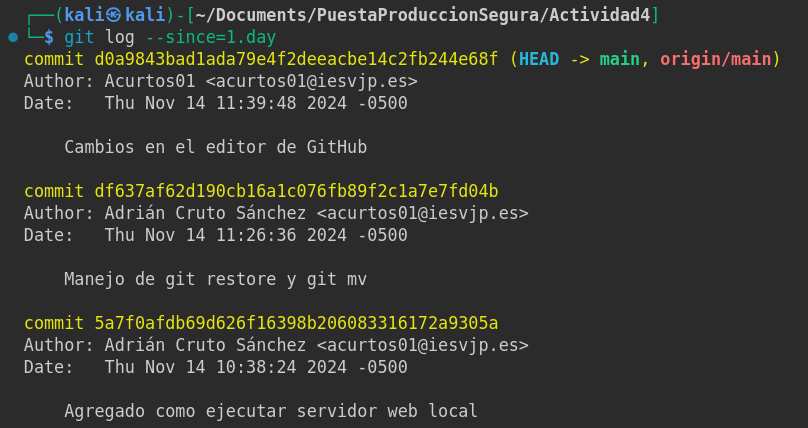 ┌──(kali㉿kali)-[~/Documents/PuestaProduccionSegura/Actividad4]
└─$ git log --since=1.day
commit d0a9843bad1ada79e4f2deeacbe14c2fb244e68f (HEAD -> main, origin/main)
Author: Acurtos01 <acurtos01@iesvjp.es>
Date:   Thu Nov 14 11:39:48 2024 -0500

    Cambios en el editor de GitHub

commit df637af62d190cb16a1c076fb89f2c1a7e7fd04b
Author: Adrián Cruto Sánchez <acurtos01@iesvjp.es>
Date:   Thu Nov 14 11:26:36 2024 -0500

    Manejo de git restore y git mv

commit 5a7f0afdb69d626f16398b206083316172a9305a
Author: Adrián Cruto Sánchez <acurtos01@iesvjp.es>
Date:   Thu Nov 14 10:38:24 2024 -0500

    Agregado como ejecutar servidor web local